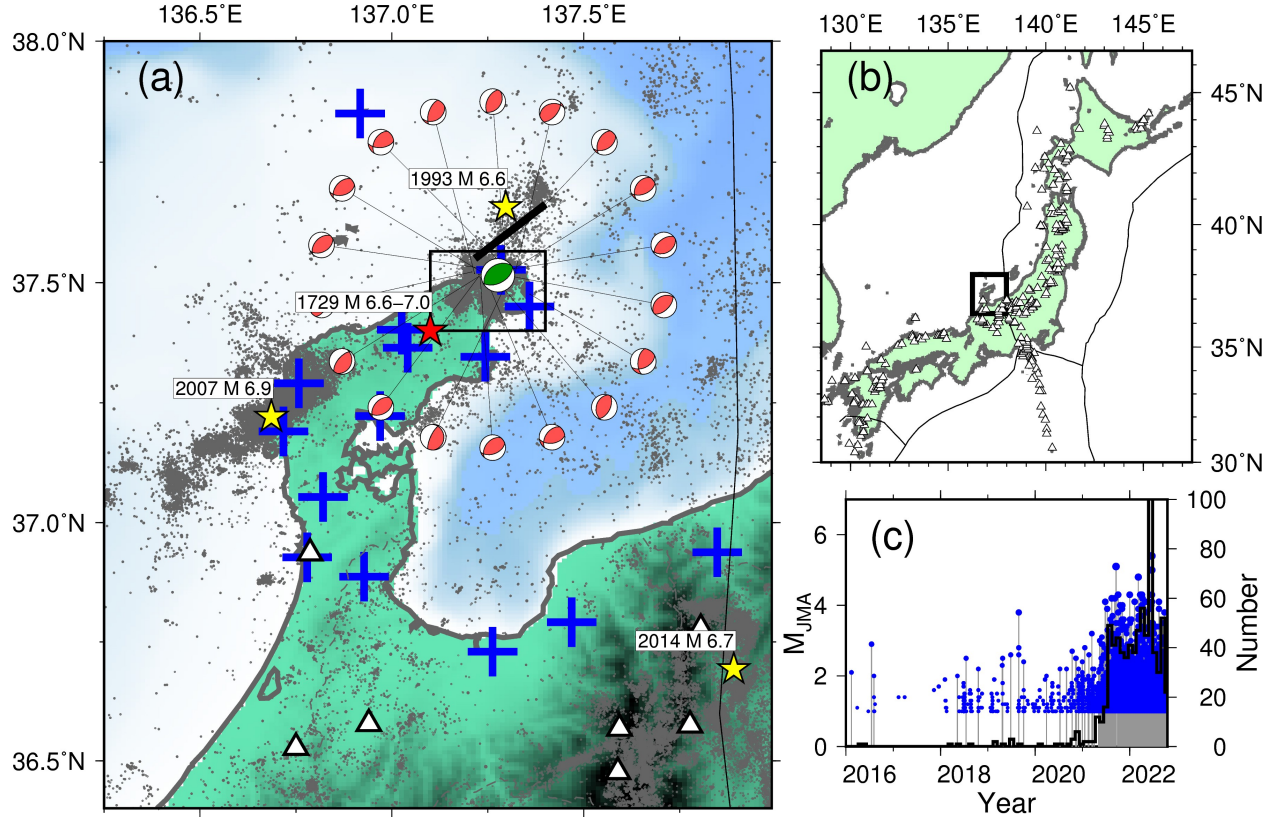 136.5˚E 137.0˚E 137.5˚E
38.0˚N
37.5˚N
37.0˚N
36.5˚N
(a)
1993 M 6.6
1729 M 6.6–7.0
2007 M 6.9
2014 M 6.7
130˚E 135˚E 140˚E 145˚E
(b)
45˚N
40˚N
35˚N
30˚N
(c)
6
4
2
0
MJMA
100
80
60
40
20
0
Number
2016 2018 2020 2022
Year